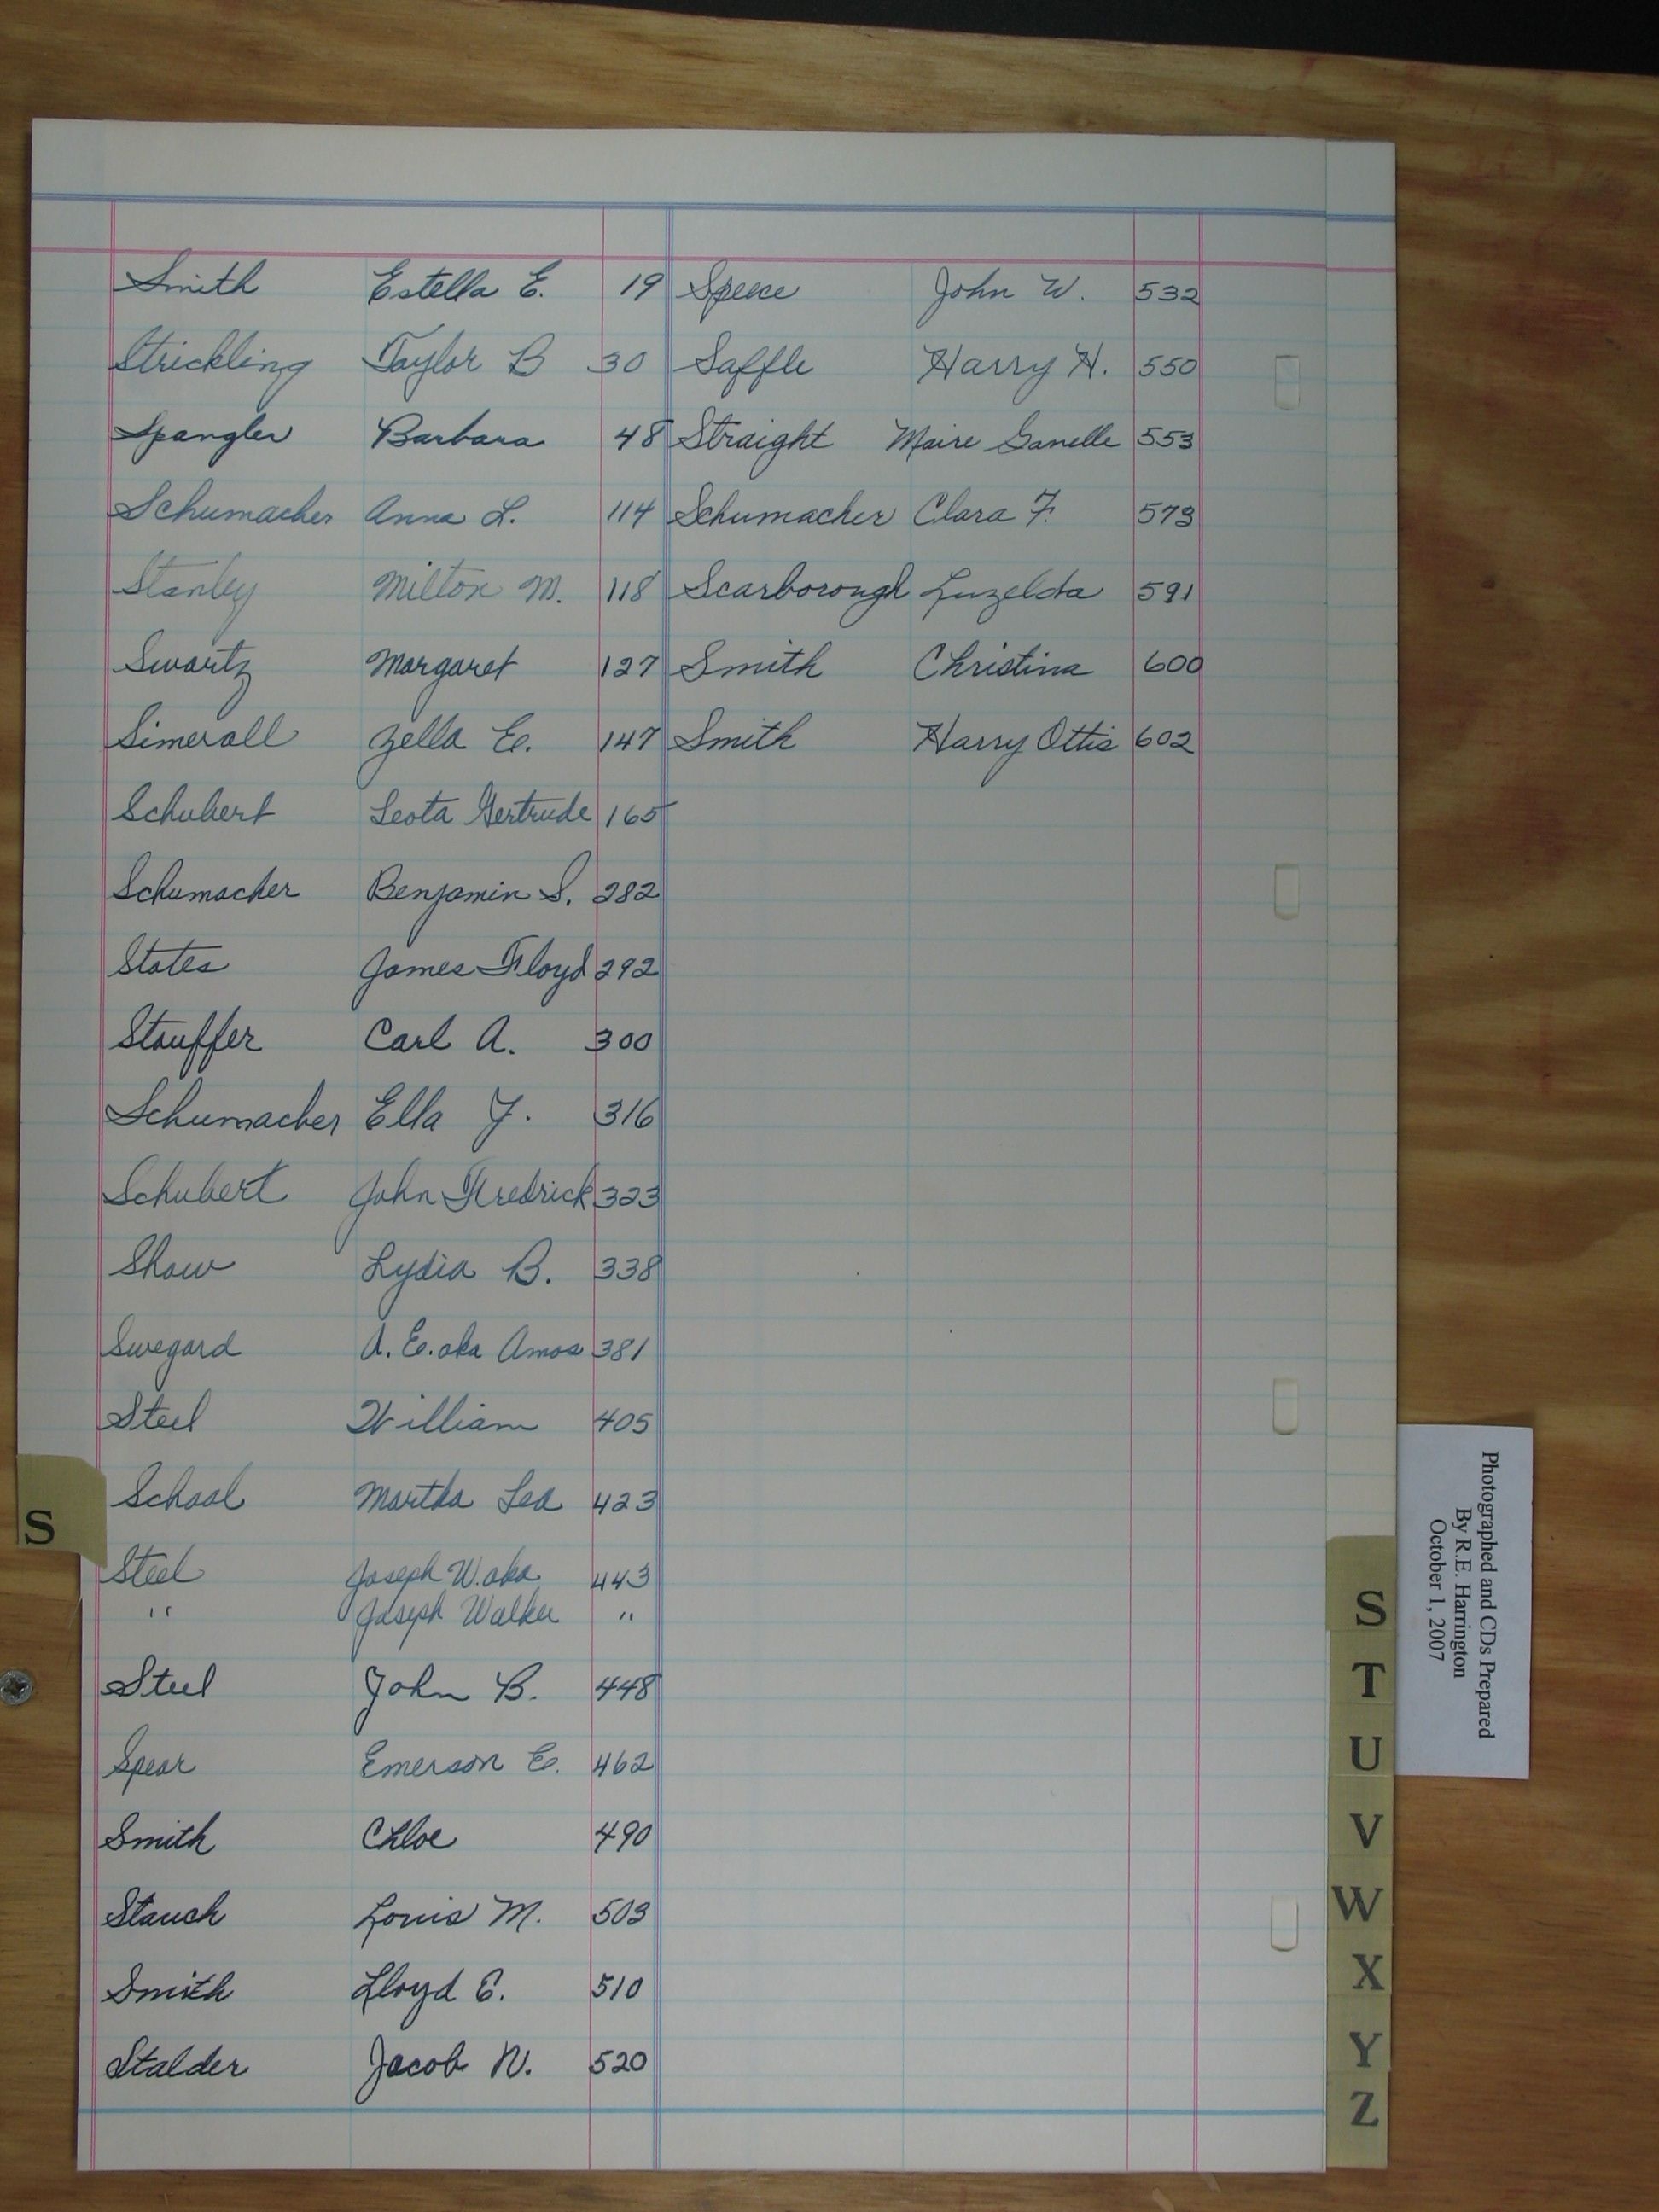 Smith Estella E. 19
Strickling Taylor B 30
Spangler Barbara 48
Schumacher Anna L. 114
Stanley Milton M. 118
Swartz Margaret 127
Simerall Zella E. 147
Schubert Leota Gertrude 165
Schumacher Benjamin S. 282
States James Floyd 292
Stauffer Carl A. 300
Schumacher Ella Y. 316
Schubert John Fredrick 323
Shaw Lydia B. 338
Swegard A. E. aka Amos 381
Steel William 405
School Martha Lea 423
Steel Joseph W. aka 443
" Joseph Walker "
Steel John B. 448
Spear Emerson E. 462
Smith Chloe 490
Stauch Louis M. 503
Smith Lloyd E. 510
Stalder Jacob N. 520
Speece John W. 532
Saffle Harry H. 550
Straight Maire Ganelle 553
Schumacher Clara F. 573
Scarborough Luzelda 591
Smith Christina 600
Smith Harry Ottis 602
S
S
T
U
V
W
X
Y
Z
Photographed and CDs Prepared
By R.E. Harrington
October 1, 2007